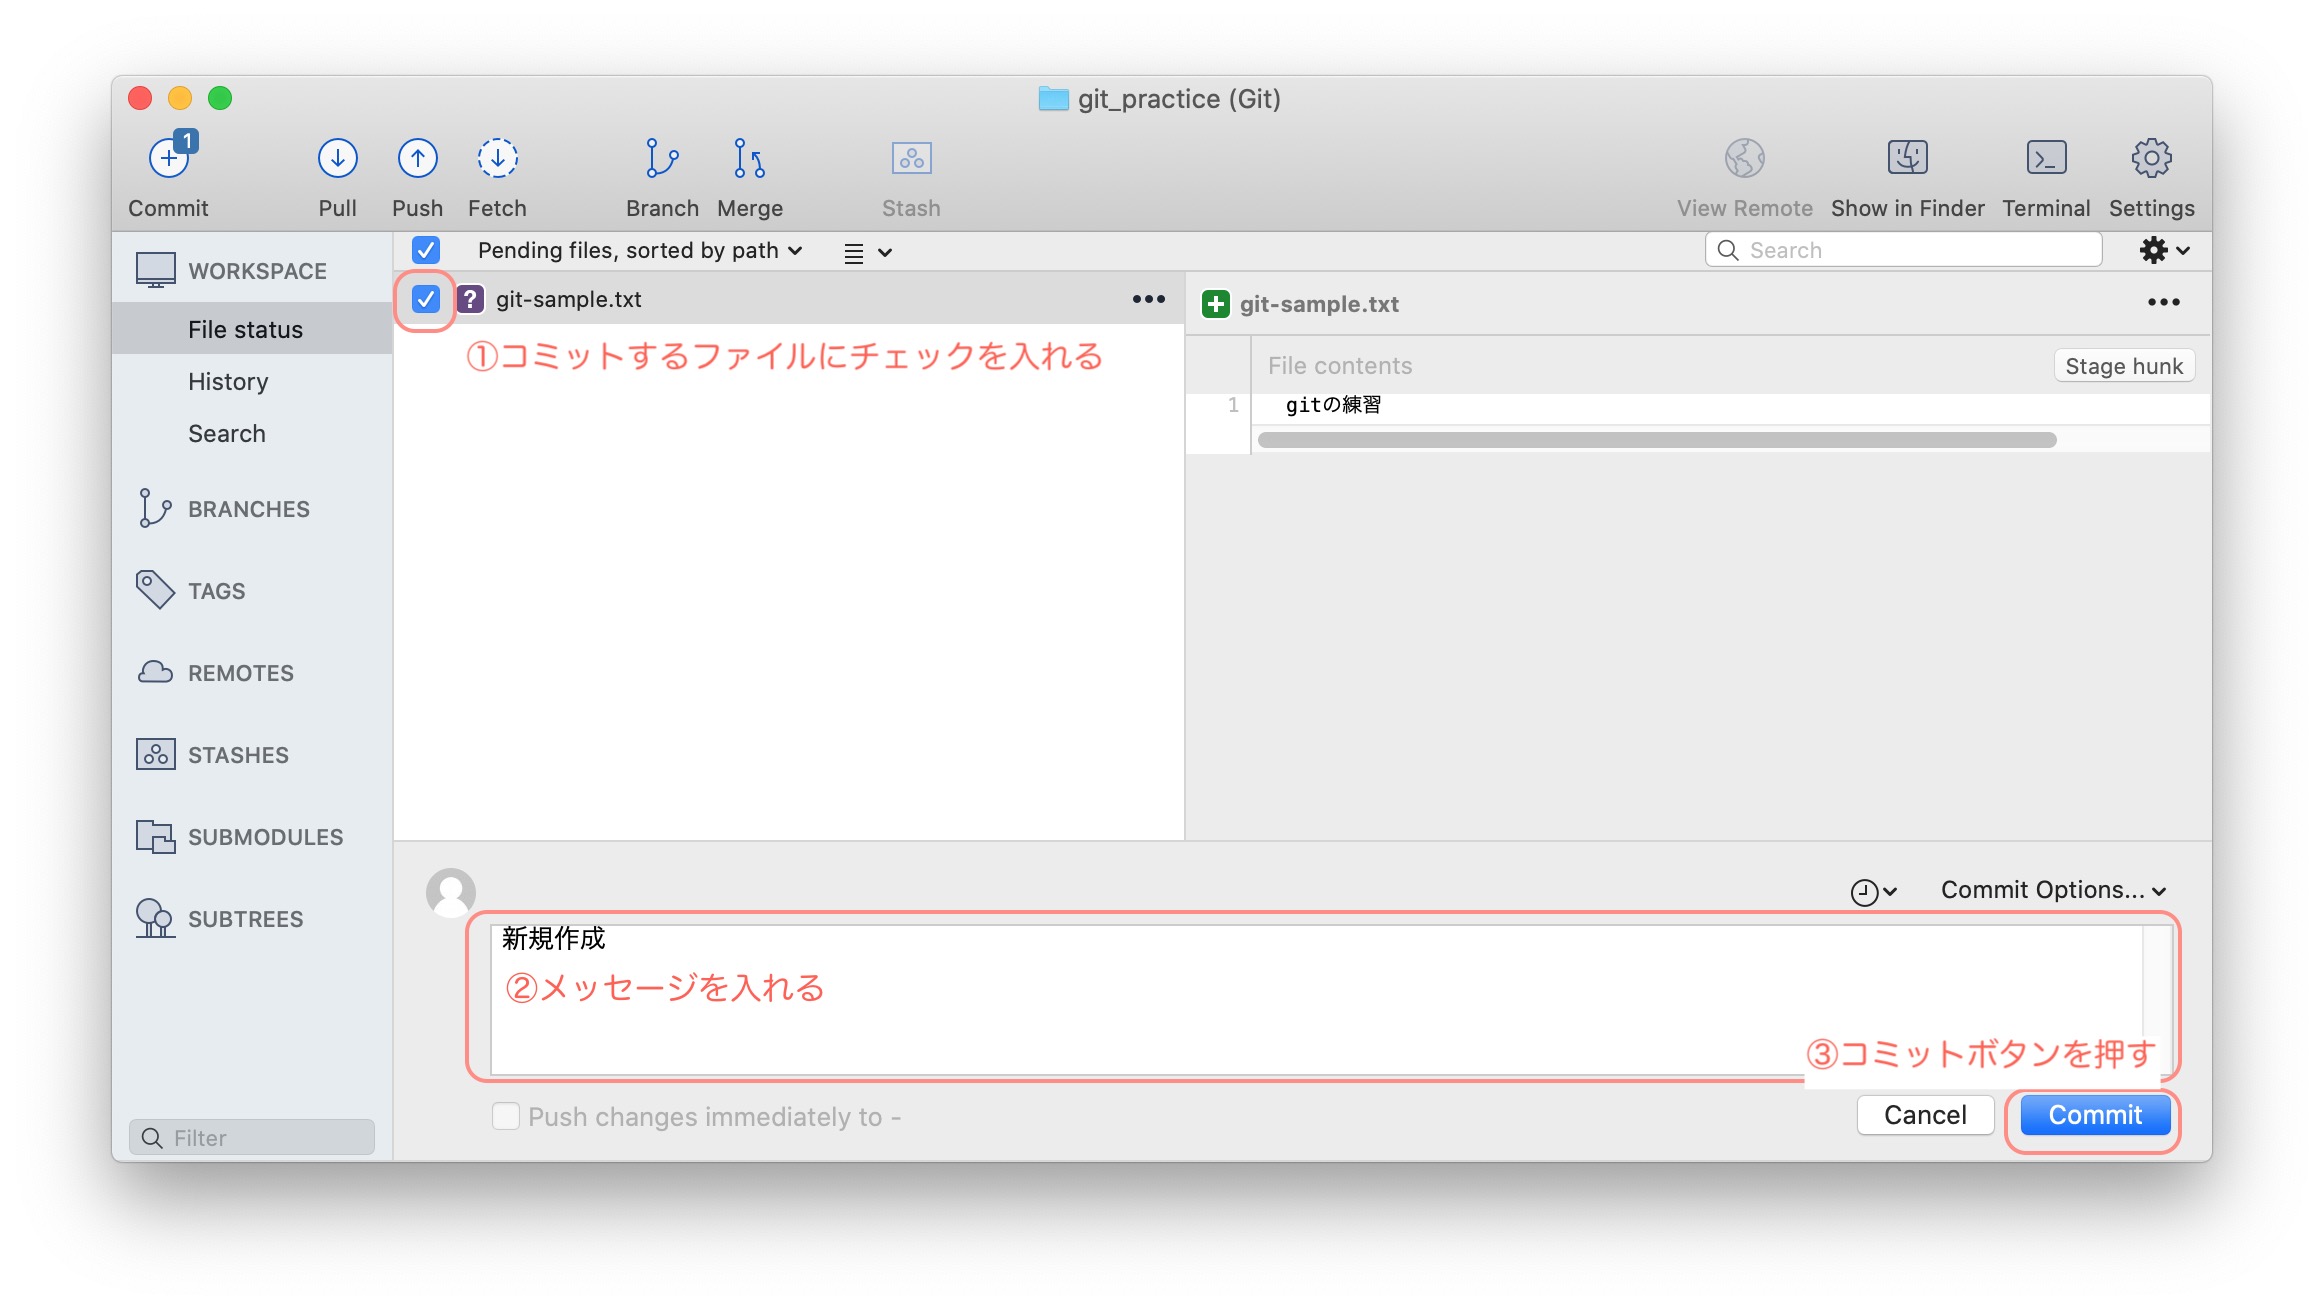 git_practice (Git)
1
Commit
Pull
Push
Fetch
Branch
Merge
Stash
View Remote
Show in Finder
Terminal
Settings
WORKSPACE
File status
History
Search
BRANCHES
TAGS
REMOTES
STASHES
SUBMODULES
SUBTREES
Filter
Pending files, sorted by path
Search
? git-sample.txt
①コミットするファイルにチェックを入れる
git-sample.txt
File contents
Stage hunk
1 gitの練習
Commit Options...
新規作成
②メッセージを入れる
③コミットボタンを押す
Push changes immediately to -
Cancel
Commit